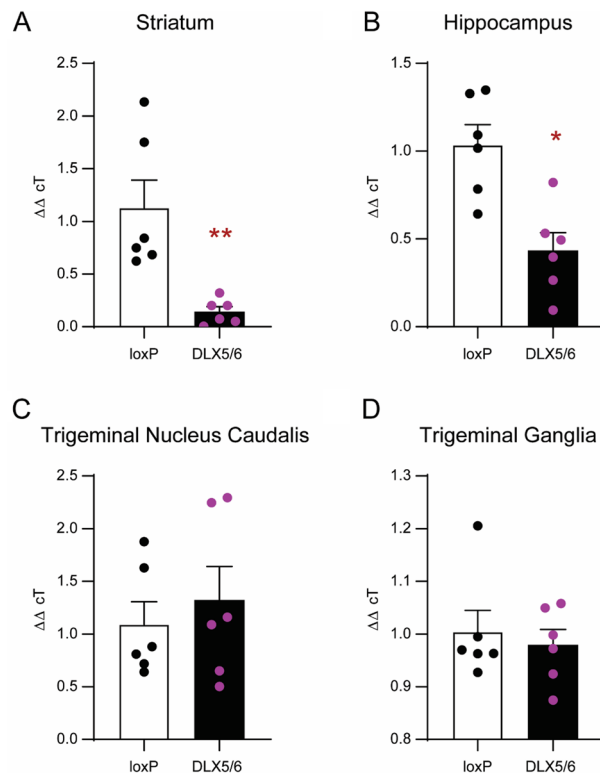 A
Striatum
2.5
2.0
1.5
1.0
0.5
0.0
ΔΔ cT
**
loxP
DLX5/6
B
Hippocampus
1.5
1.0
0.5
0.0
ΔΔ cT
*
loxP
DLX5/6
C
Trigeminal Nucleus Caudalis
2.5
2.0
1.5
1.0
0.5
0.0
ΔΔ cT
loxP
DLX5/6
D
Trigeminal Ganglia
1.3
1.2
1.1
1.0
0.9
0.8
ΔΔ cT
loxP
DLX5/6